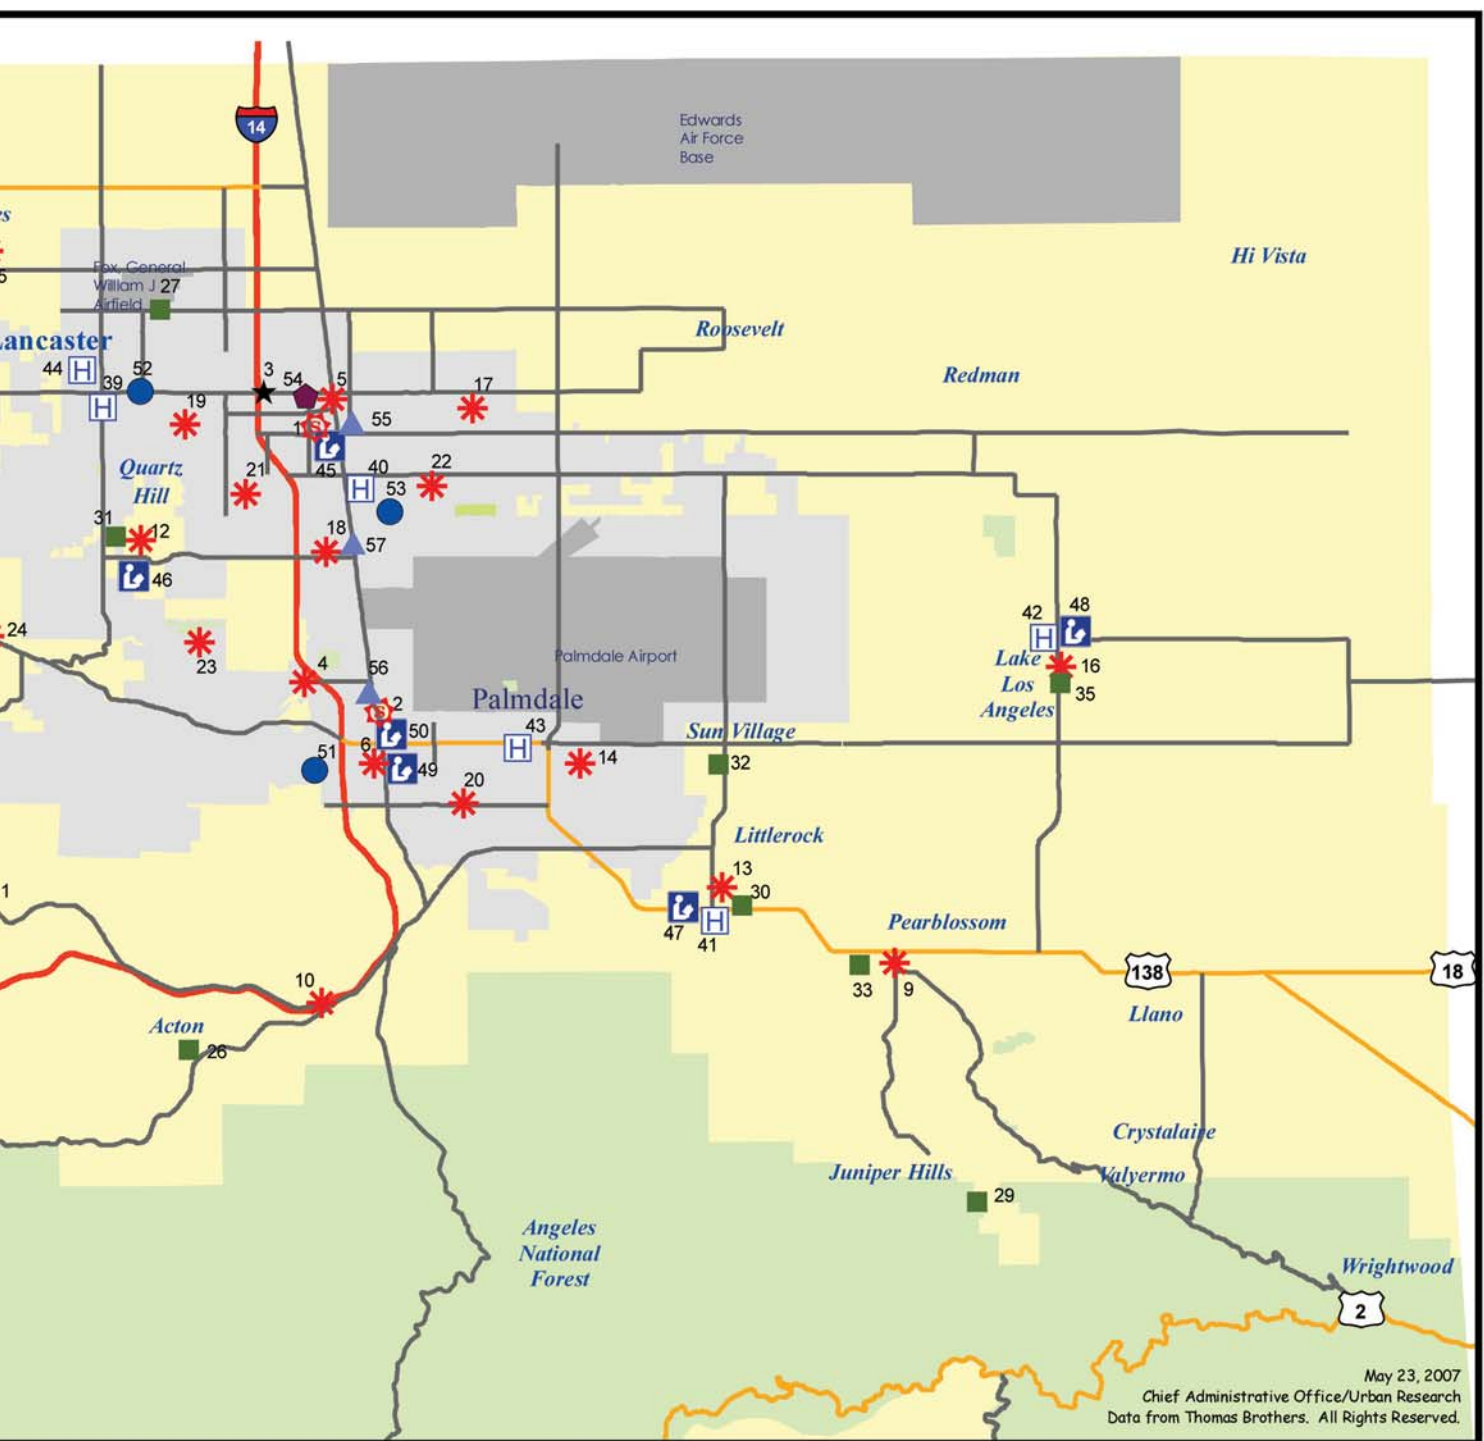 14
Edwards
Air Force
Base
es
Hi Vista
5
Fox, General
William J 27
Airfield
Roosevelt
Lancaster
44 H
39
52
3
54
5
17
Redman
H
19
1 S
55
45
Quartz
Hill
21
40
H
53
22
31
12
18
57
46
24
23
4
56
42
48
H
Lake
Los
Angeles
16
35
Palmdale Airport
Palmdale
S 2
50
43
H
Sun Village
6
51
49
14
32
20
Littlerock
13
30
1
47
H
41
Pearblossom
10
33
9
138
18
Acton
26
Llano
Crystalaire
Juniper Hills
Valyermo
29
Angeles
National
Forest
Wrightwood
2
May 23, 2007
Chief Administrative Office/Urban Research
Data from Thomas Brothers. All Rights Reserved.